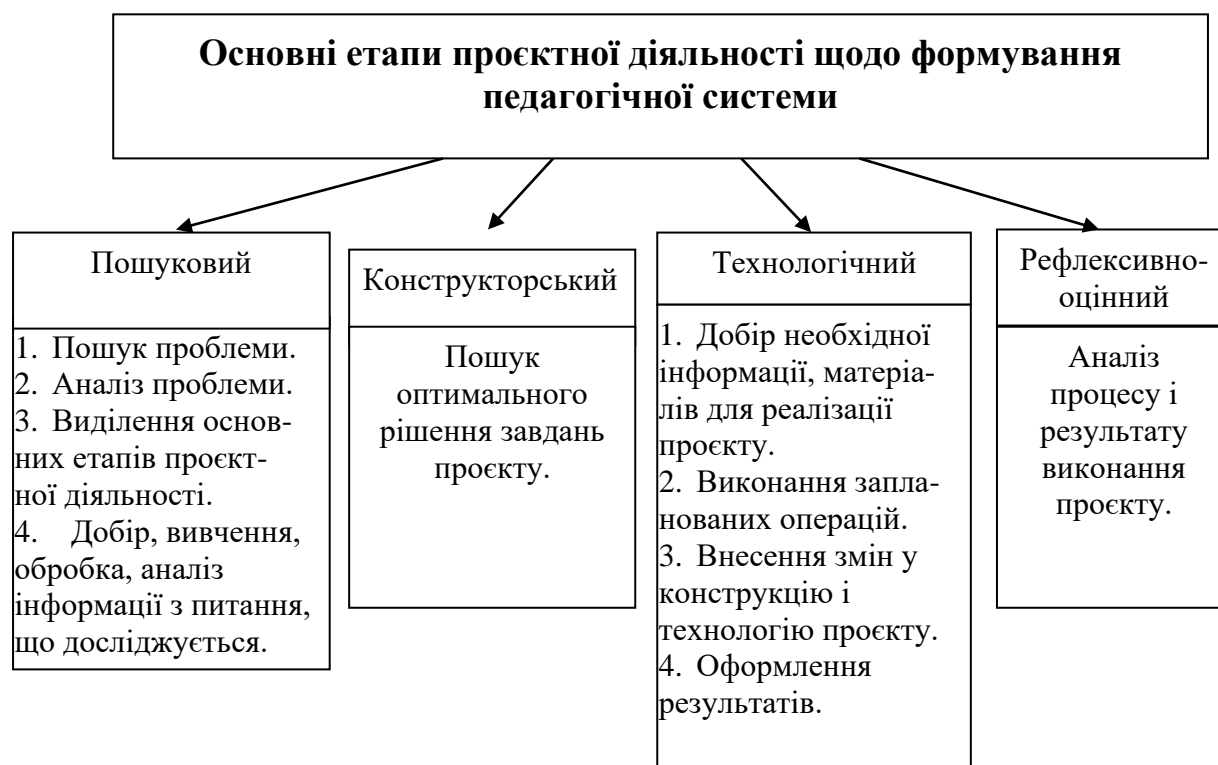 Основні етапи проєктної діяльності щодо формування
педагогічної системи
Пошуковий
1. Пошук проблеми.
2. Аналіз проблеми.
3. Виділення основ-
них етапів проєкт-
ної діяльності.
4. Добір, вивчення,
обробка, аналіз
інформації з питання,
що досліджується.
Конструкторський
Пошук
оптимального
рішення завдань
проєкту.
Технологічний
1. Добір необхідної
інформації, матеріа-
лів для реалізації
проєкту.
2. Виконання запла-
нованих операцій.
3. Внесення змін у
конструкцію і
технологію проєкту.
4. Оформлення
результатів.
Рефлексивно-
оцінний
Аналіз
процесу і
результату
виконання
проєкту.